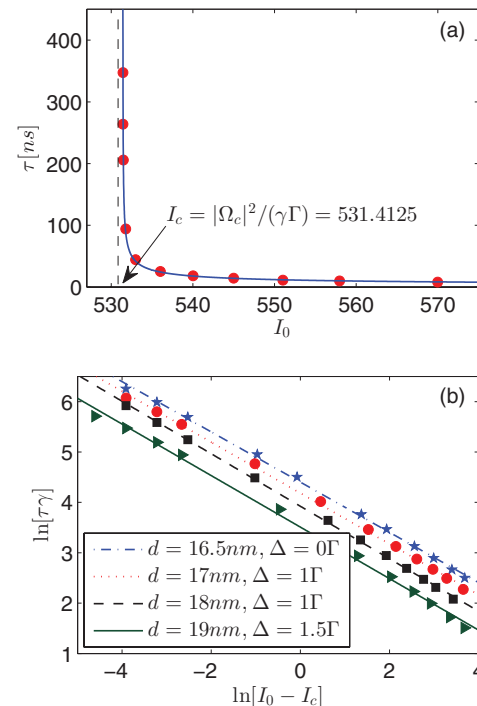 (a)
400
300
200
100
0
τ[ns]
I_c = |Ω_c|²/(γΓ) = 531.4125
530 540 550 560 570
I_0
(b)
6
5
4
3
2
1
ln[τγ]
d = 16.5nm, Δ = 0Γ
d = 17nm, Δ = 1Γ
d = 18nm, Δ = 1Γ
d = 19nm, Δ = 1.5Γ
−4 −2 0 2 4
ln[I_0 − I_c]